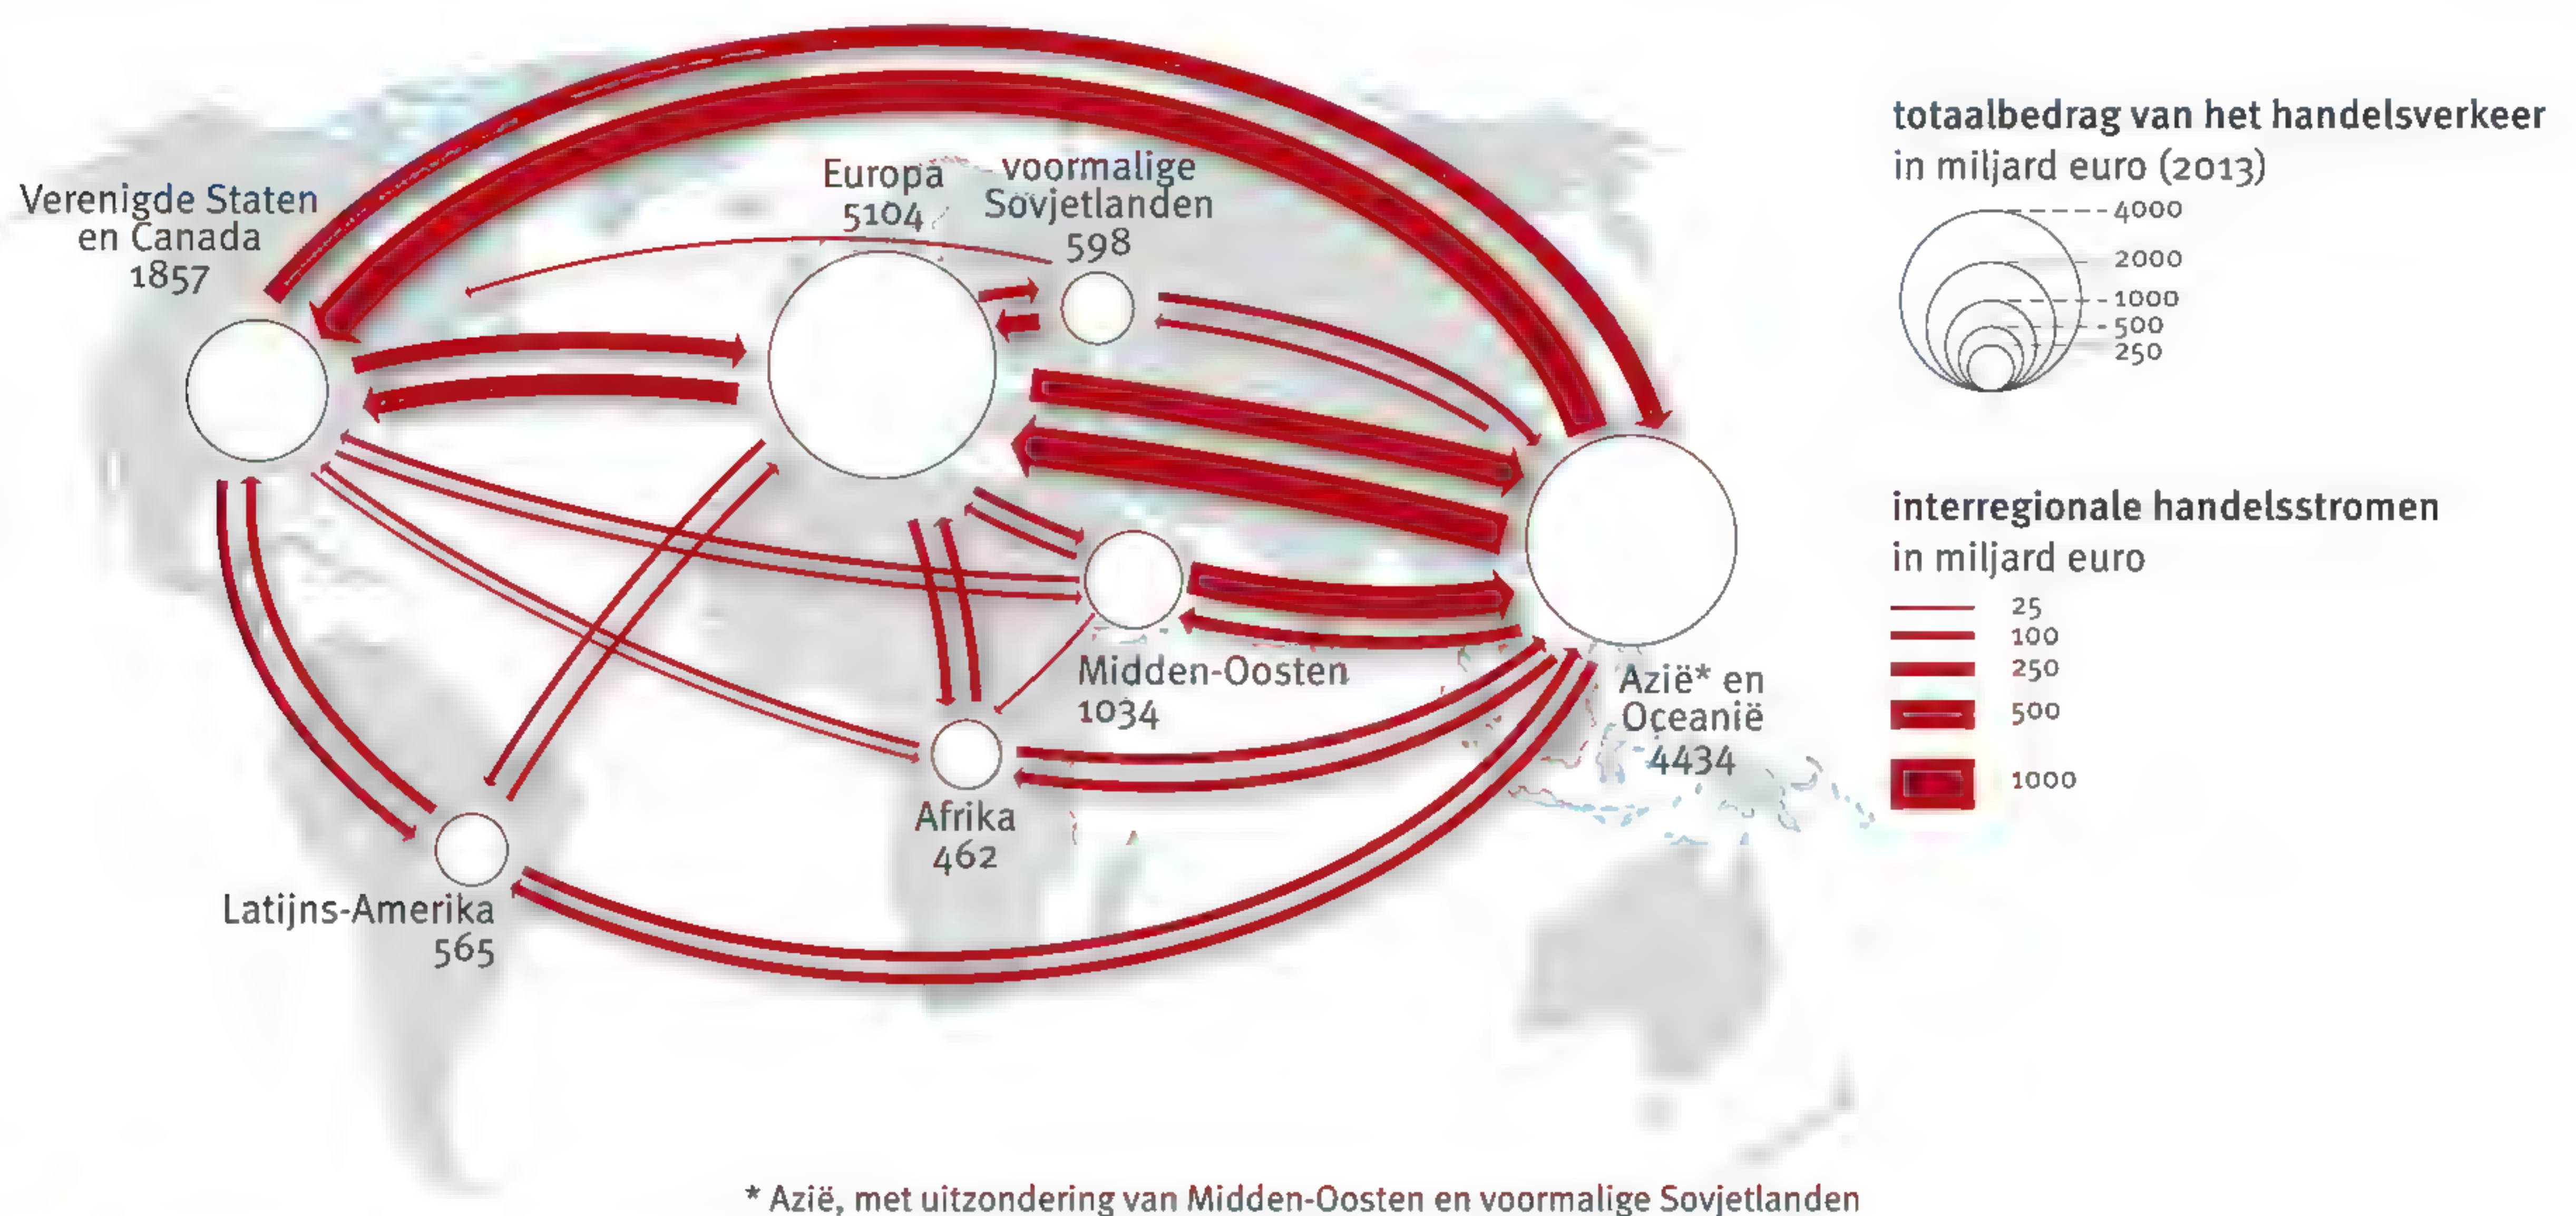 Verenigde Staten
en Canada
1857
Europa
5104
voormalige
Sovjetlanden
598
Midden-Oosten
1034
Azië* en
Oceanië
4434
Afrika
462
Latijns-Amerika
565
totaalbedrag van het handelsverkeer
in miljard euro (2013)
4000
2000
1000
500
250
interregionale handelsstromen
in miljard euro
25
100
250
500
1000
* Azië, met uitzondering van Midden-Oosten en voormalige Sovjetlanden